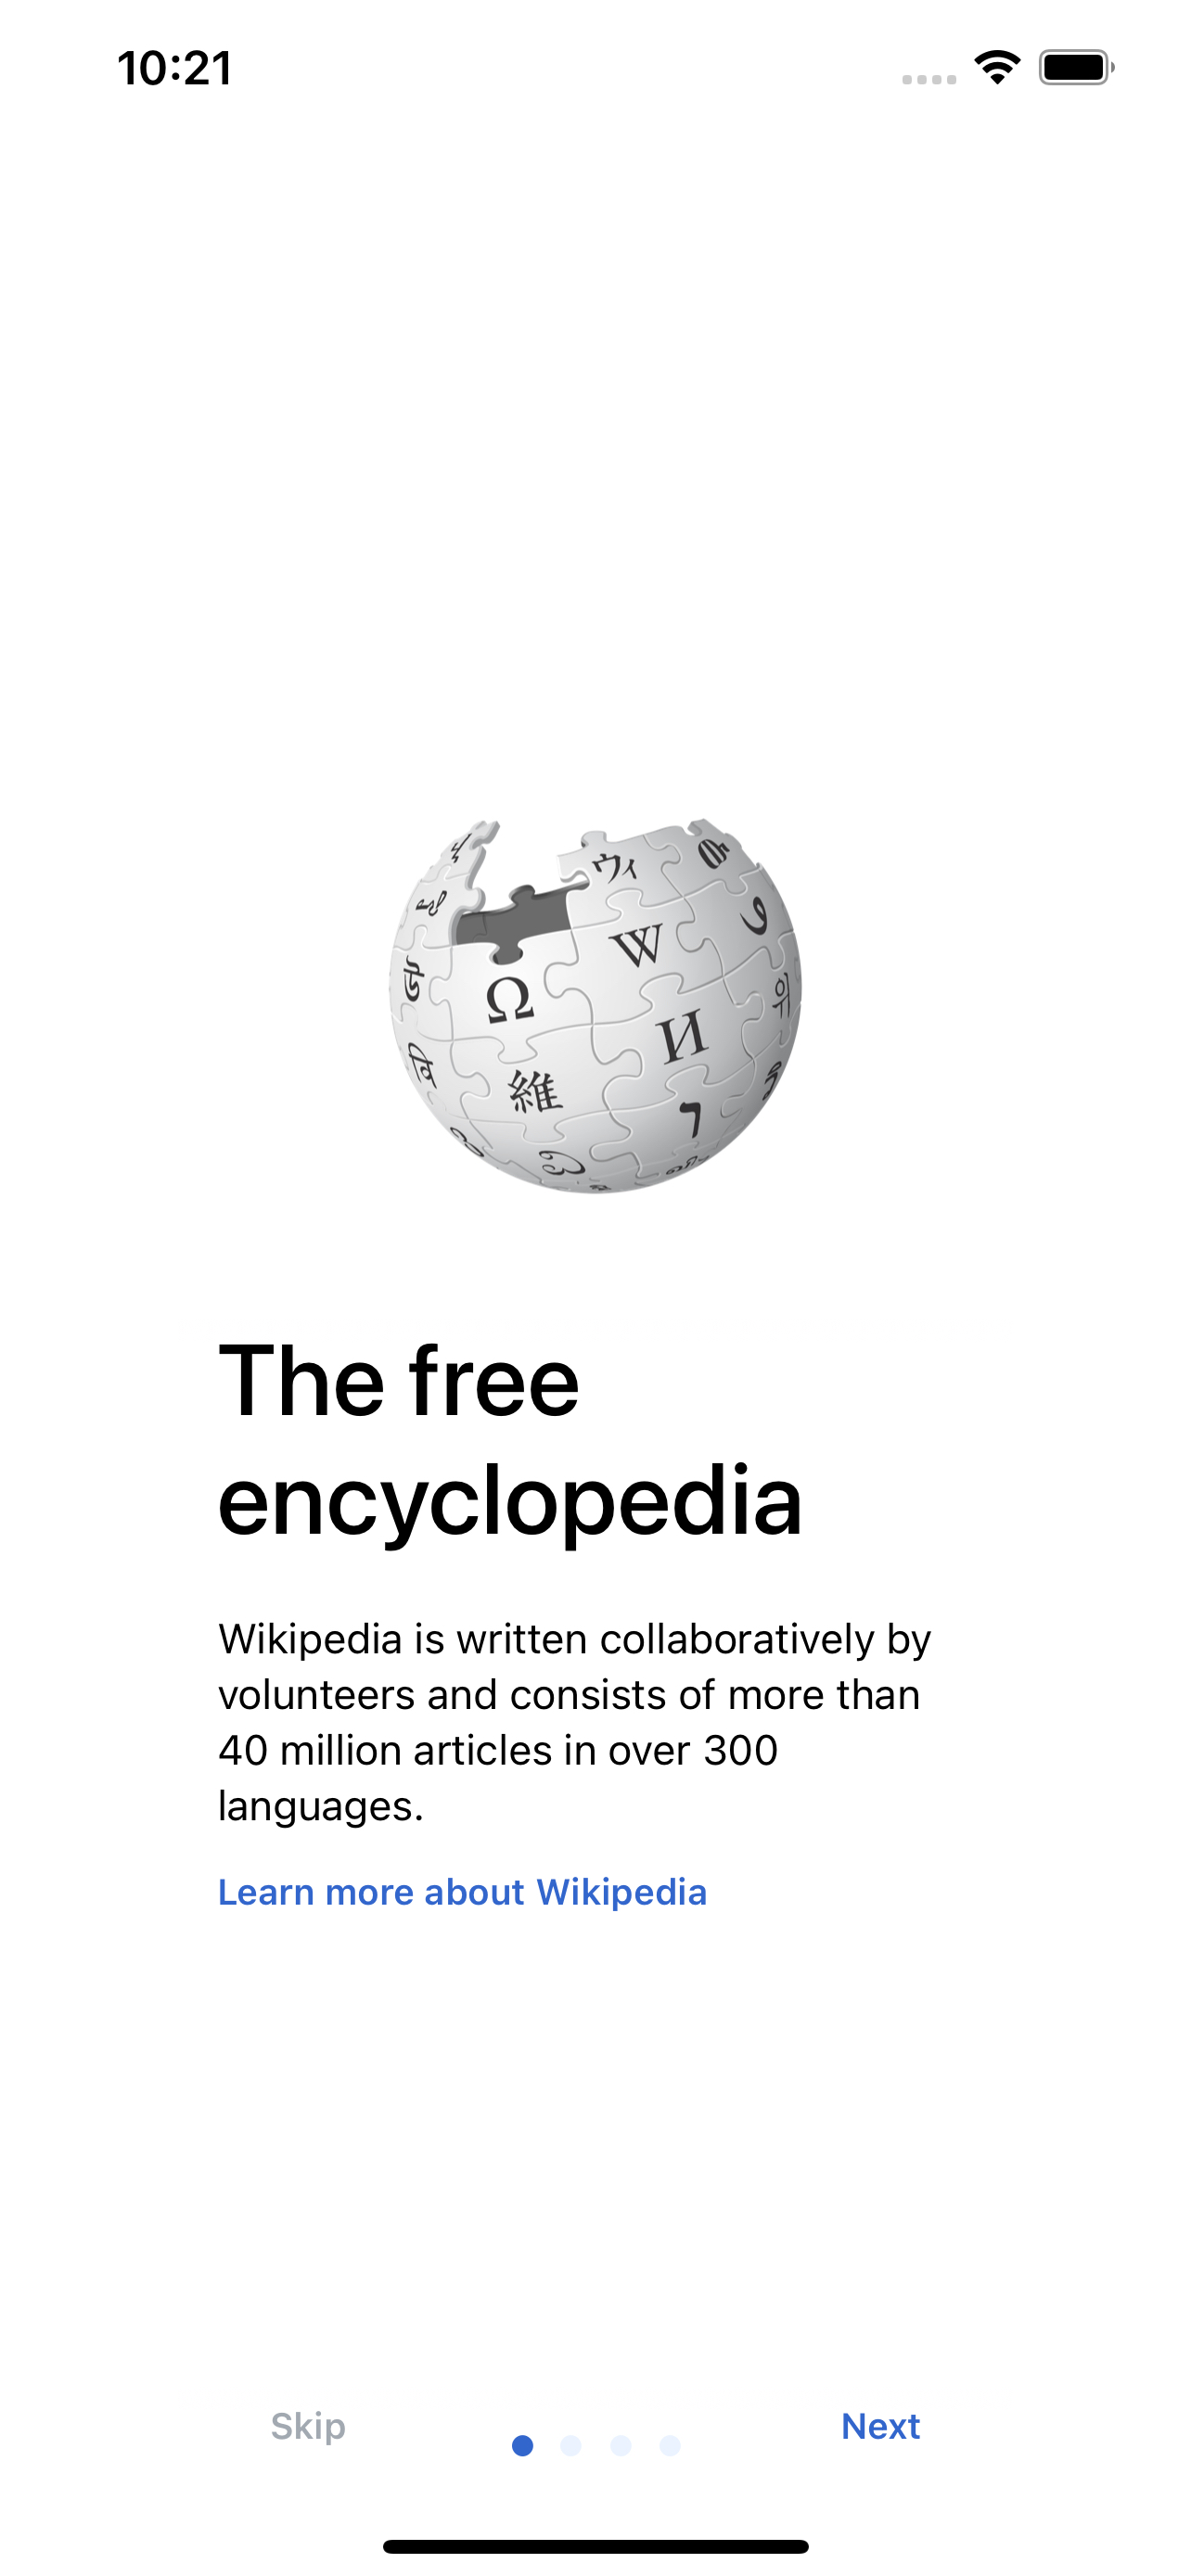 10:21
ウィ
W
Ω
И
위
維
वि
ו
The free
encyclopedia
Wikipedia is written collaboratively by
volunteers and consists of more than
40 million articles in over 300
languages.
Learn more about Wikipedia
Skip
Next